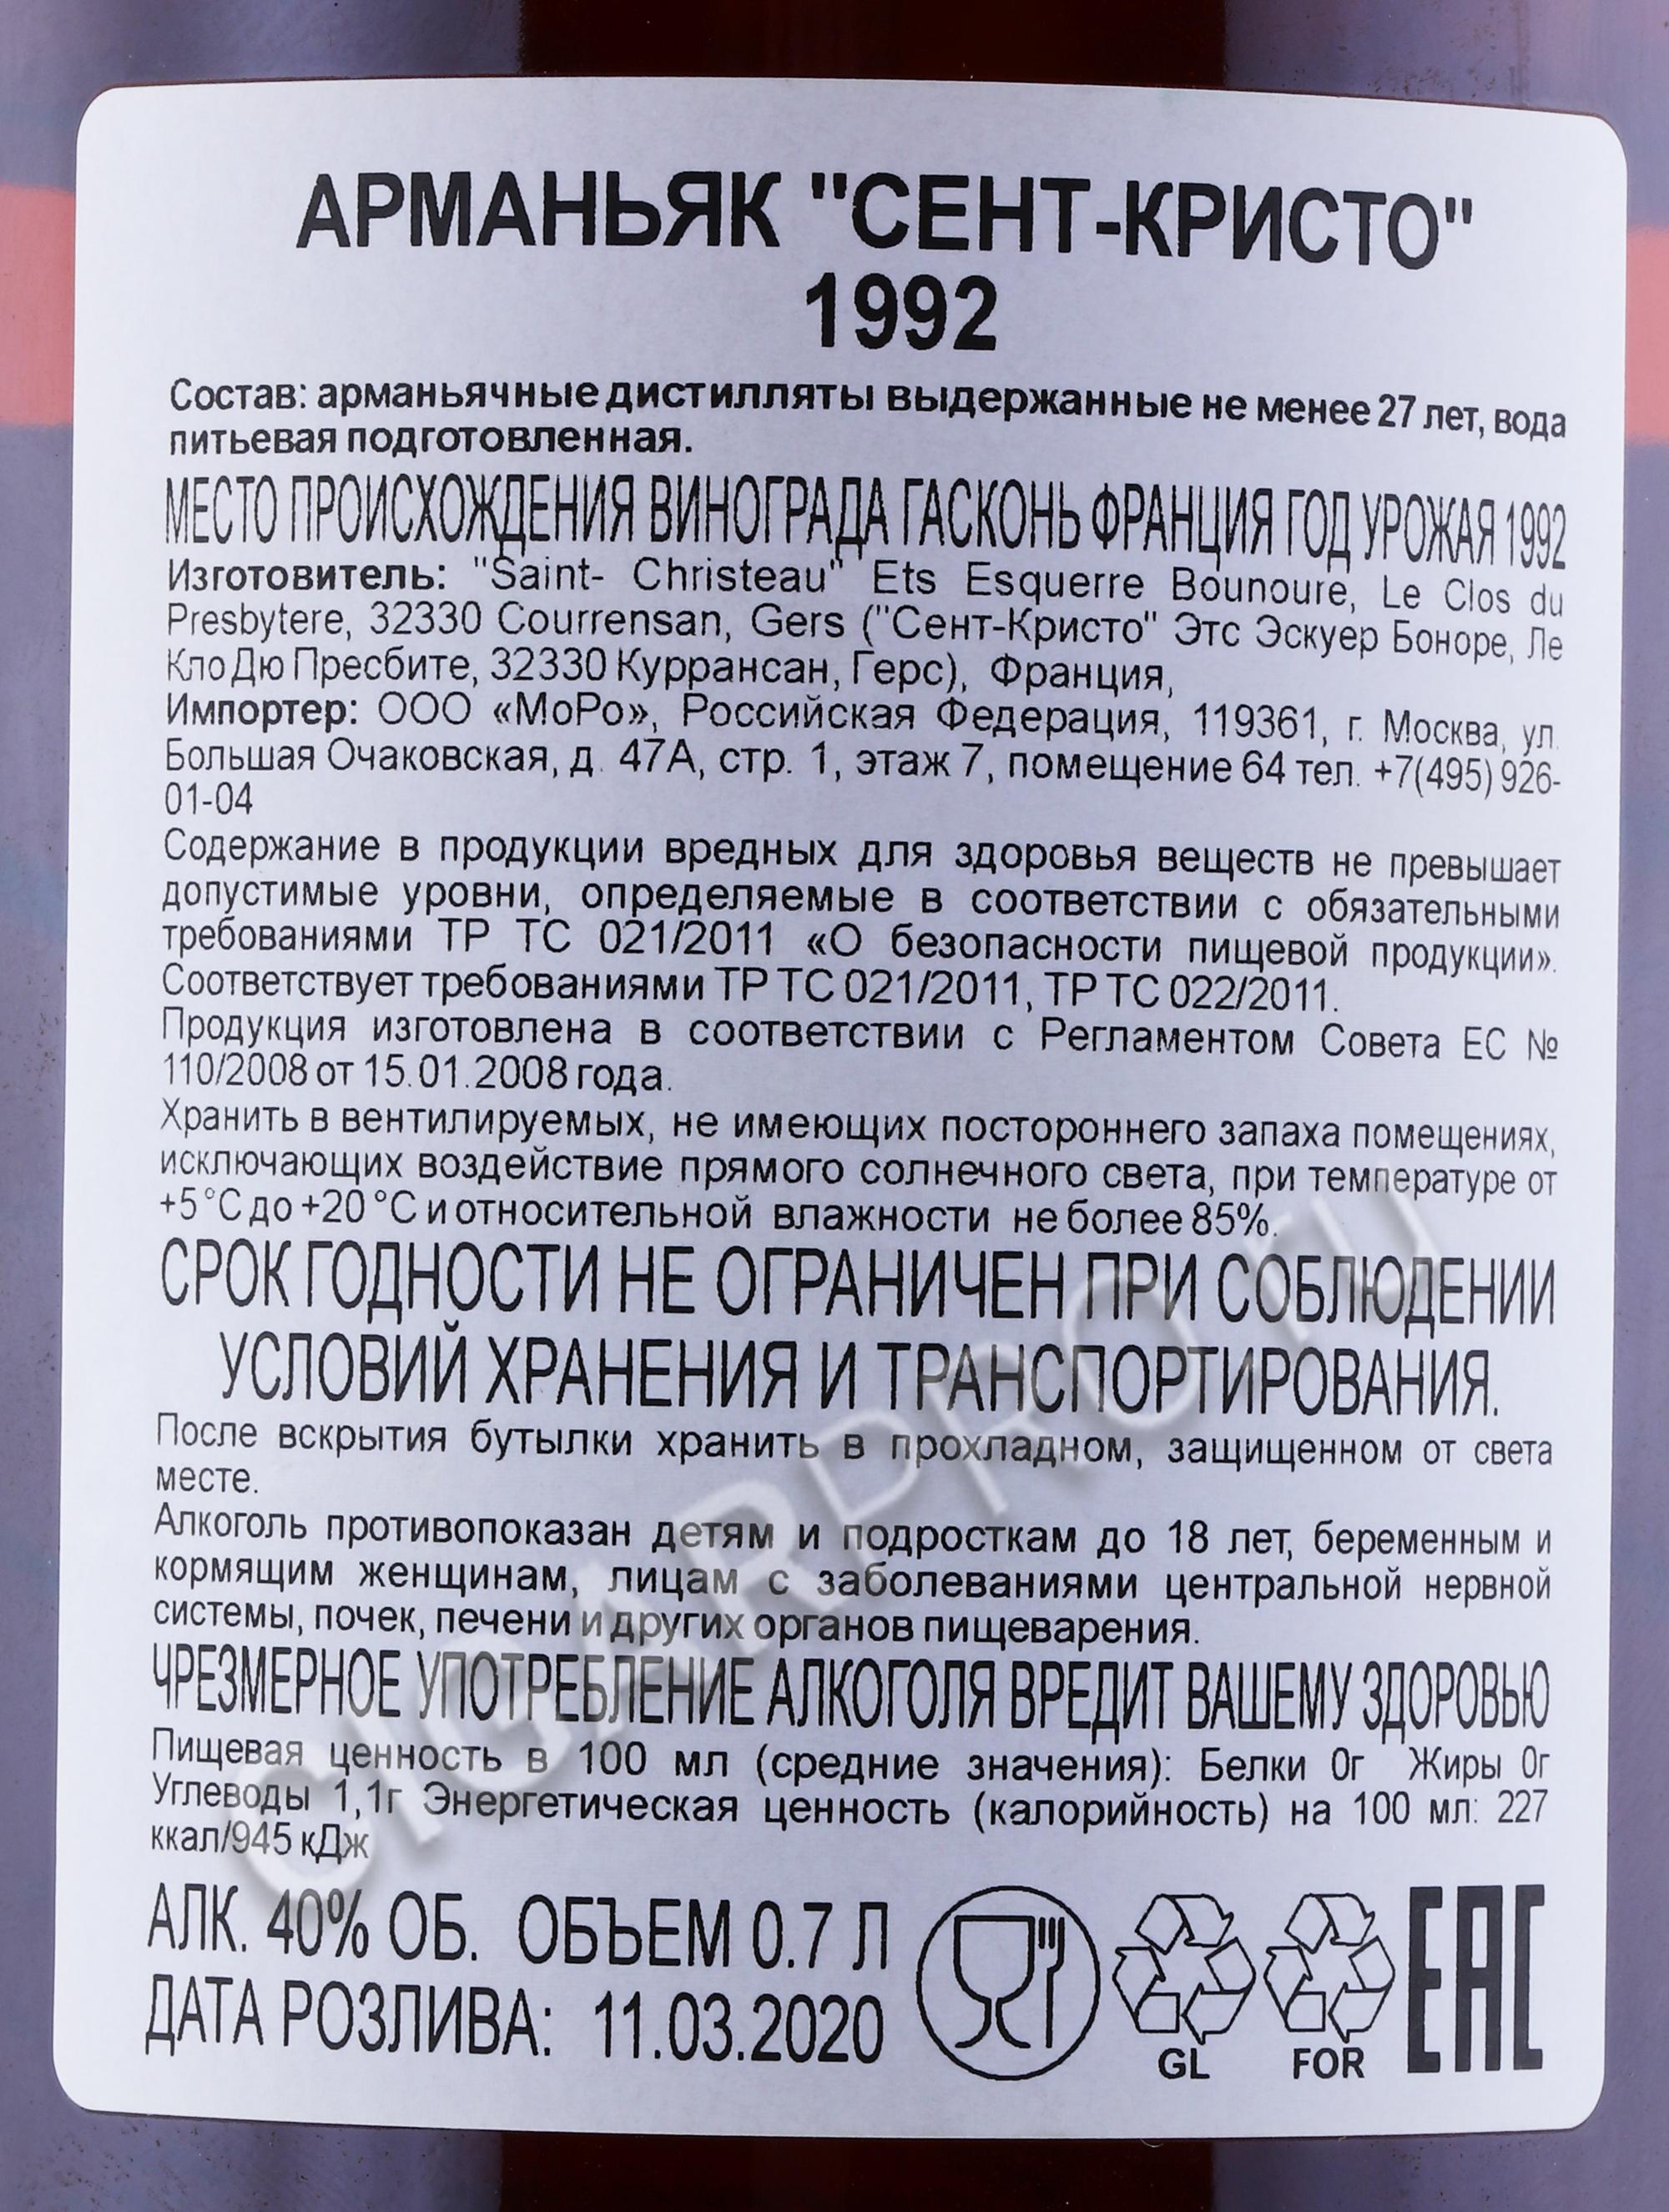 АРМАНЬЯК "СЕНТ-КРИСТО"
1992
Состав: арманьячные дистилляты выдержанные не менее 27 лет, вода
питьевая подготовленная.
МЕСТО ПРОИСХОЖДЕНИЯ ВИНОГРАДА ГАСКОНЬ ФРАНЦИЯ ГОД УРОЖАЯ 1992
Изготовитель: "Saint- Christeau" Ets Esquerre Bounoure, Le Clos du
Presbytere, 32330 Courrensan, Gers ("Сент-Кристо" Этс Эскуер Боноре, Ле
Кло Дю Пресбите, 32330 Куррансан, Герс), Франция,
Импортер: ООО «МоРо», Российская Федерация, 119361, г. Москва, ул.
Большая Очаковская, д. 47А, стр. 1, этаж 7, помещение 64 тел. +7(495) 926-
01-04
Содержание в продукции вредных для здоровья веществ не превышает
допустимые уровни, определяемые в соответствии с обязательными
требованиями ТР ТС 021/2011 «О безопасности пищевой продукции».
Соответствует требованиями ТР ТС 021/2011, ТР ТС 022/2011.
Продукция изготовлена в соответствии с Регламентом Совета ЕС №
110/2008 от 15.01.2008 года.
Хранить в вентилируемых, не имеющих постороннего запаха помещениях,
исключающих воздействие прямого солнечного света, при температуре от
+5°С до +20°С и относительной влажности не более 85%.
СРОК ГОДНОСТИ НЕ ОГРАНИЧЕН ПРИ СОБЛЮДЕНИИ
УСЛОВИЙ ХРАНЕНИЯ И ТРАНСПОРТИРОВАНИЯ.
После вскрытия бутылки хранить в прохладном, защищенном от света
месте.
Алкоголь противопоказан детям и подросткам до 18 лет, беременным и
кормящим женщинам, лицам с заболеваниями центральной нервной
системы, почек, печени и других органов пищеварения.
ЧРЕЗМЕРНОЕ УПОТРЕБЛЕНИЕ АЛКОГОЛЯ ВРЕДИТ ВАШЕМУ ЗДОРОВЬЮ
Пищевая ценность в 100 мл (средние значения): Белки 0г Жиры 0г
Углеводы 1,1г Энергетическая ценность (калорийность) на 100 мл: 227
ккал/945 кДж
АЛК. 40% ОБ. ОБЪЕМ 0.7 Л
ДАТА РОЗЛИВА: 11.03.2020
GL FOR EAC
CIGARPRO.ru